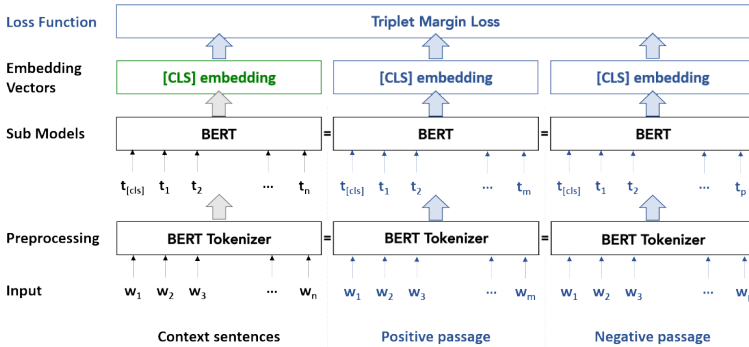 Loss Function Triplet Margin Loss
Embedding Vectors [CLS] embedding [CLS] embedding [CLS] embedding
Sub Models BERT = BERT = BERT
t[cls] t1 t2 ... tn t[cls] t1 t2 ... tm t[cls] t1 t2 ... tp
Preprocessing BERT Tokenizer = BERT Tokenizer = BERT Tokenizer
Input w1 w2 w3 ... wn w1 w2 w3 ... wm w1 w2 w3 ...
Context sentences Positive passage Negative passage